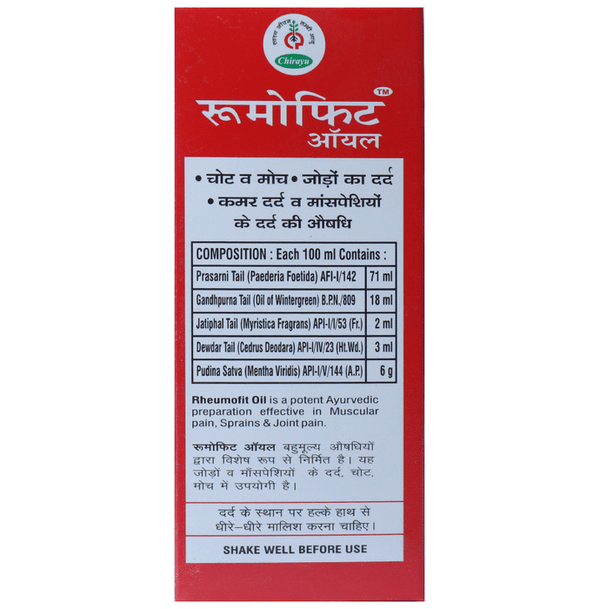 स्वस्थ जीवन लम्बी आयु
Chirayu
रूमोफिट™
ऑयल
• चोट व मोच • जोड़ों का दर्द
• कमर दर्द व मांसपेशियों
के दर्द की औषधि
COMPOSITION : Each 100 ml Contains :
Prasarni Tail (Paederia Foetida) AFI-I/142 71 ml
Gandhpurna Tail (Oil of Wintergreen) B.P.N./809 18 ml
Jatiphal Tail (Myristica Fragrans) API-I/I/53 (Fr.) 2 ml
Dewdar Tail (Cedrus Deodara) API-I/IV/23 (Ht.Wd.) 3 ml
Pudina Satva (Mentha Viridis) API-I/V/144 (A.P.) 6 g
Rheumofit Oil is a potent Ayurvedic
preparation effective in Muscular
pain, Sprains & Joint pain.
रूमोफिट ऑयल बहुमूल्य औषधियों
द्वारा विशेष रूप से निर्मित है। यह
जोड़ों व माँसपेशियों के दर्द, चोट,
मोच में उपयोगी है।
दर्द के स्थान पर हल्के हाथ से
धीरे-धीरे मालिश करना चाहिए।
SHAKE WELL BEFORE USE